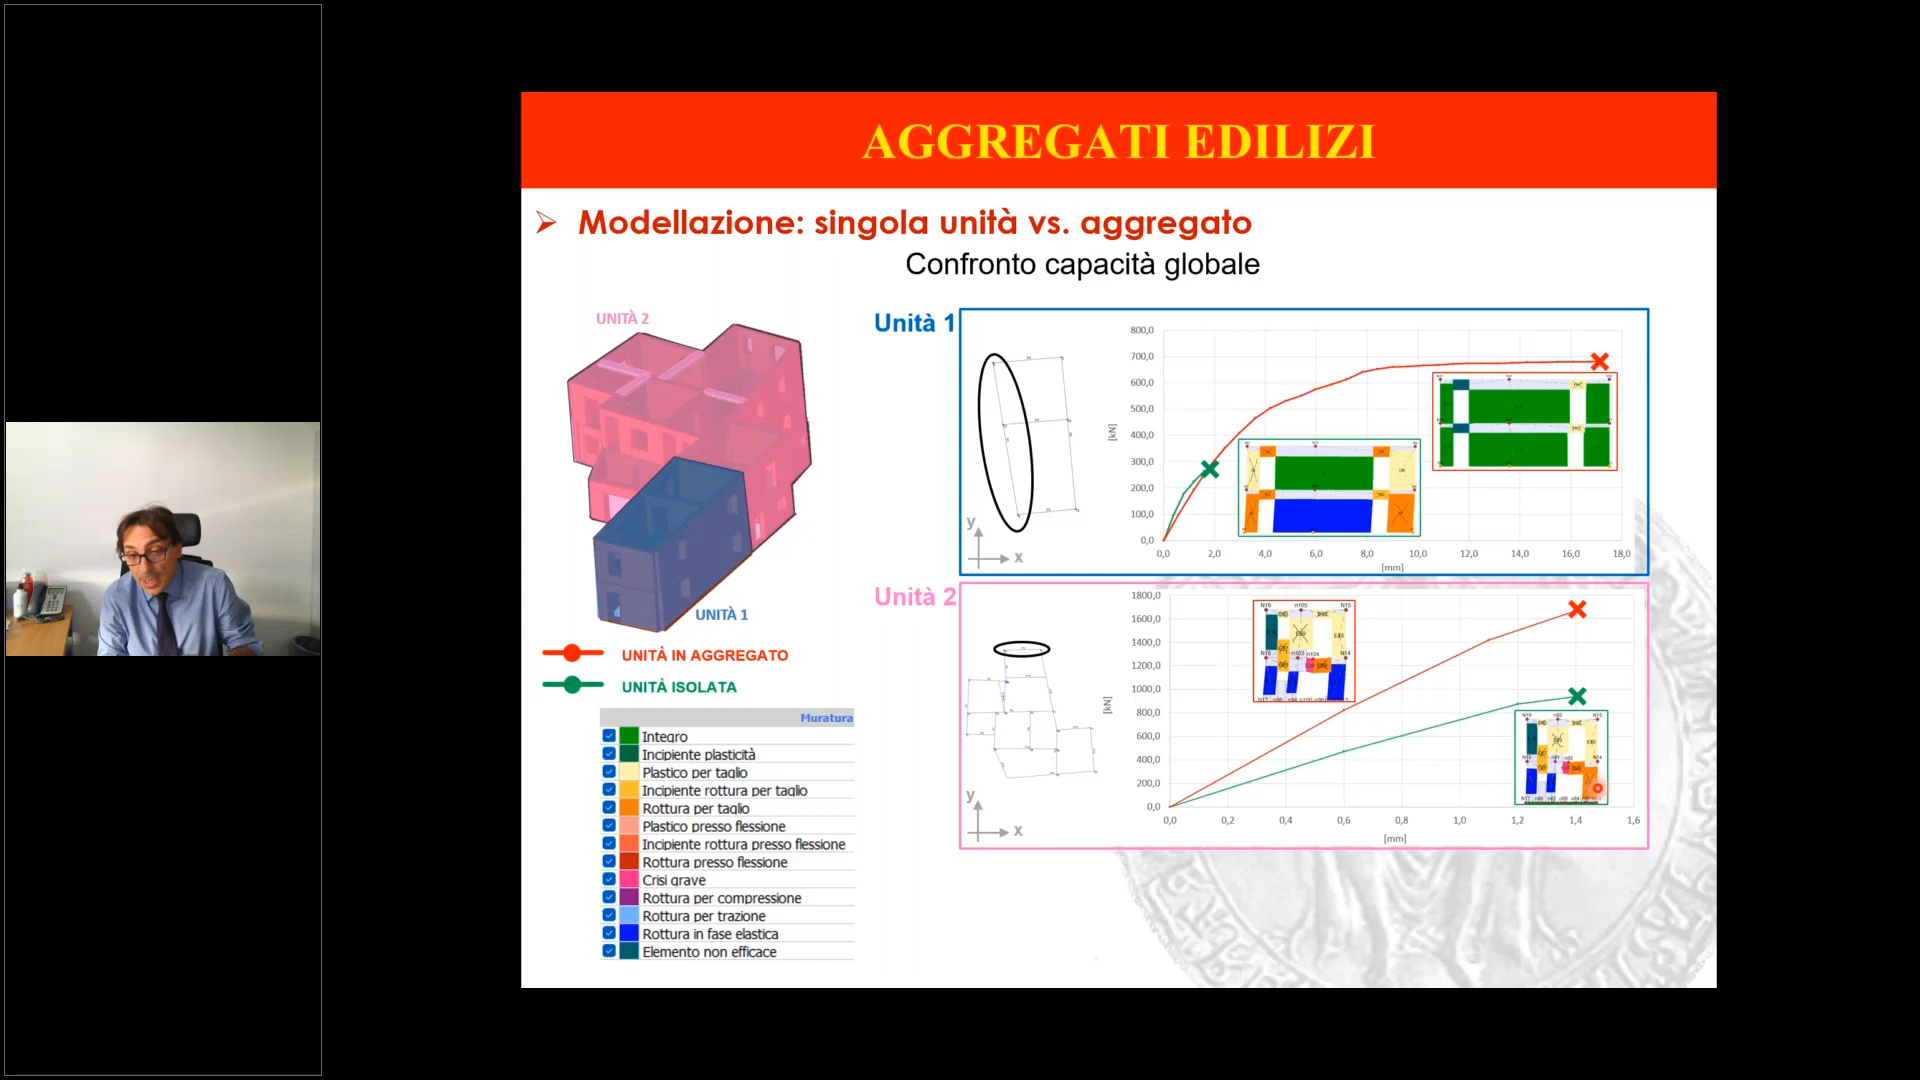 AGGREGATI EDILIZI
Modellazione: singola unità vs. aggregato
Confronto capacità globale
UNITÀ 2
UNITÀ 1
UNITÀ IN AGGREGATO
UNITÀ ISOLATA
Muratura
Integro
Incipiente plasticità
Plastico per taglio
Incipiente rottura per taglio
Rottura per taglio
Plastico presso flessione
Incipiente rottura presso flessione
Rottura presso flessione
Crisi grave
Rottura per compressione
Rottura per trazione
Rottura in fase elastica
Elemento non efficace
Unità 1
y
x
[kN]
800,0
700,0
600,0
500,0
400,0
300,0
200,0
100,0
0,0
0,0 2,0 4,0 6,0 8,0 10,0 12,0 14,0 16,0 18,0
[mm]
Unità 2
y
x
[kN]
1800,0
1600,0
1400,0
1200,0
1000,0
800,0
600,0
400,0
200,0
0,0
0,0 0,2 0,4 0,6 0,8 1,0 1,2 1,4 1,6
[mm]
N19 n105 N15
N14
N19 N15
N14